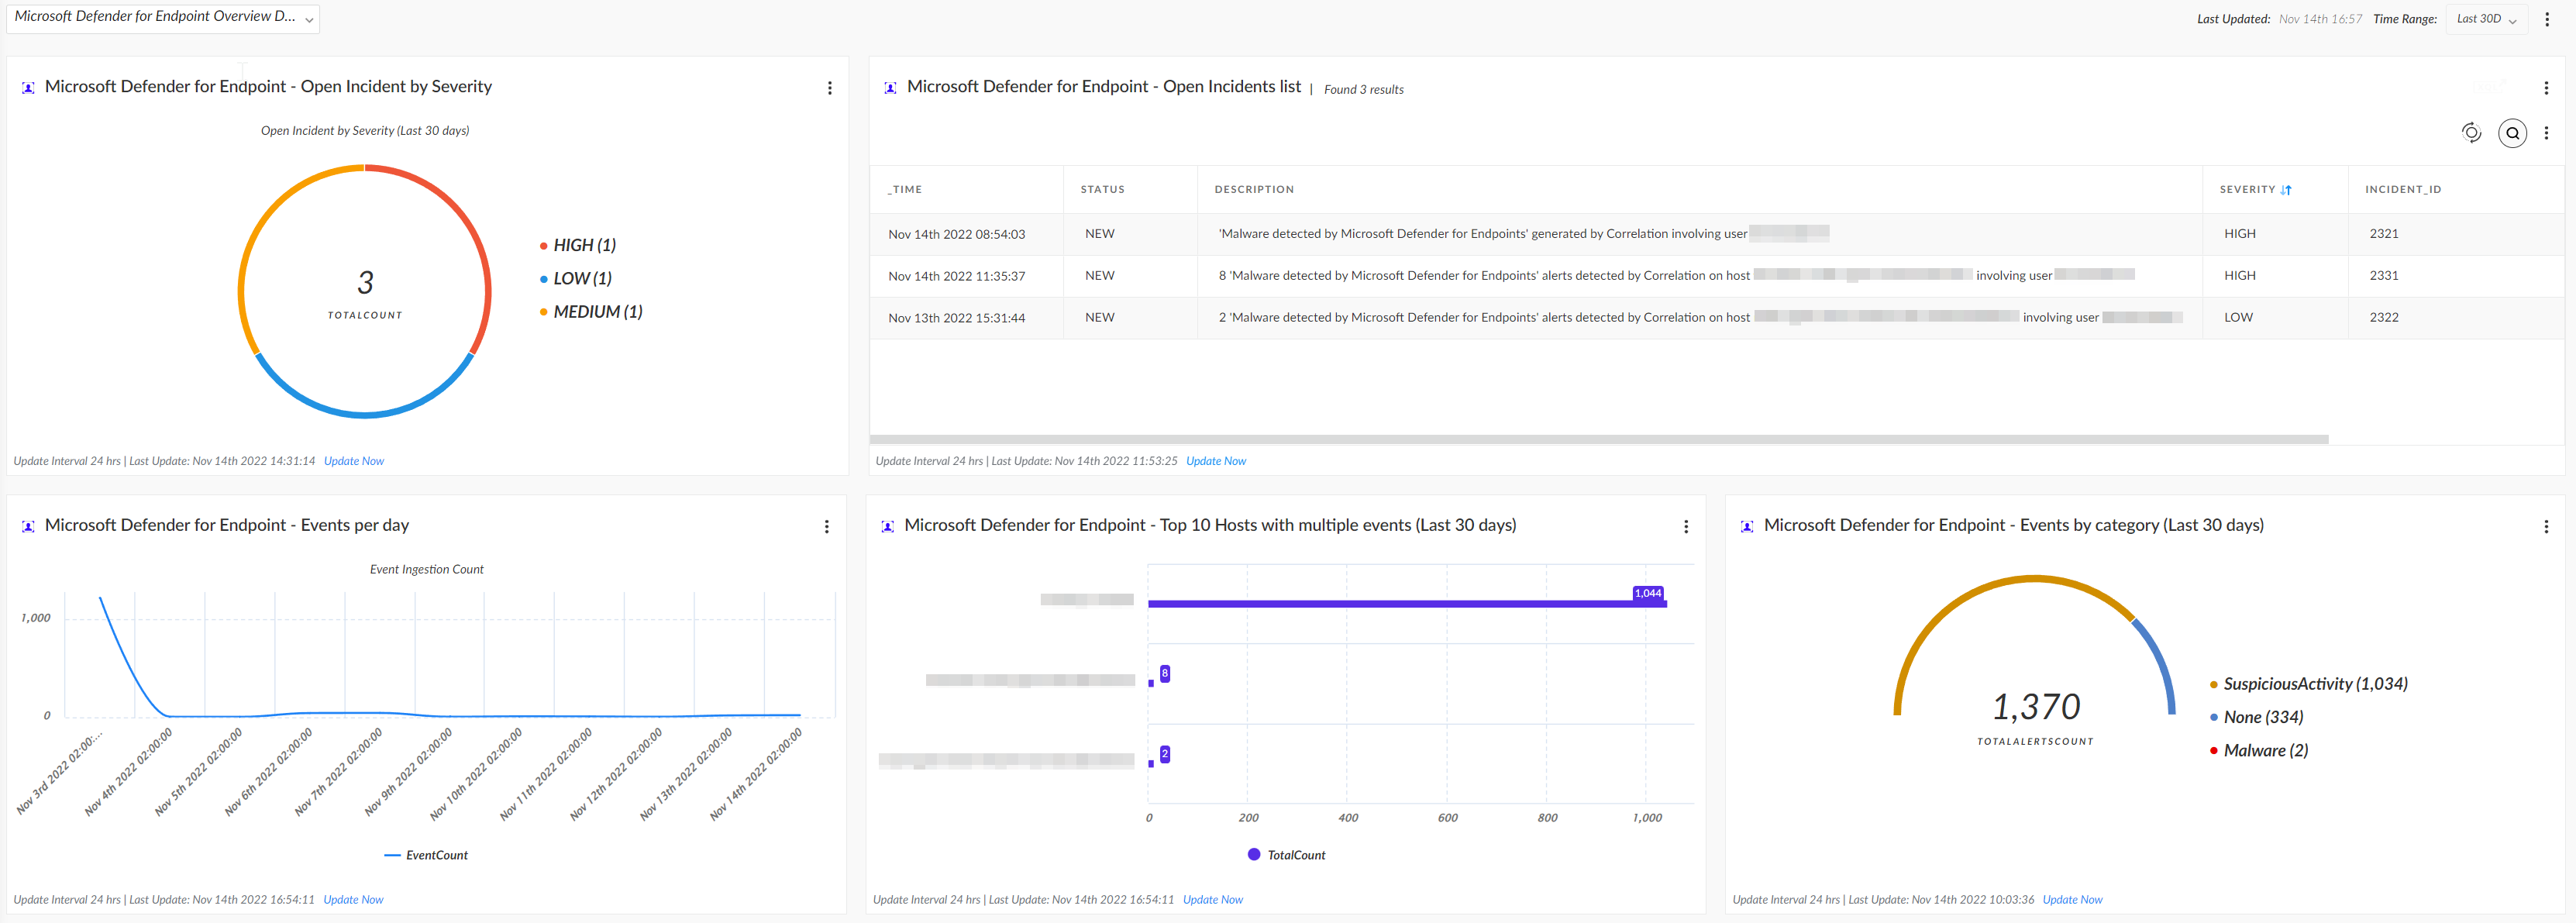 Microsoft Defender for Endpoint Overview D...
Last Updated: Nov 14th 16:57 Time Range: Last 30D
Microsoft Defender for Endpoint - Open Incident by Severity
Open Incident by Severity (Last 30 days)
3
TOTALCOUNT
HIGH (1)
LOW (1)
MEDIUM (1)
Update Interval 24 hrs | Last Update: Nov 14th 2022 14:31:14 Update Now
Microsoft Defender for Endpoint - Open Incidents list | Found 3 results
_TIME STATUS DESCRIPTION SEVERITY INCIDENT_ID
Nov 14th 2022 08:54:03 NEW 'Malware detected by Microsoft Defender for Endpoints' generated by Correlation involving user HIGH 2321
Nov 14th 2022 11:35:37 NEW 8 'Malware detected by Microsoft Defender for Endpoints' alerts detected by Correlation on host involving user HIGH 2331
Nov 13th 2022 15:31:44 NEW 2 'Malware detected by Microsoft Defender for Endpoints' alerts detected by Correlation on host involving user LOW 2322
Update Interval 24 hrs | Last Update: Nov 14th 2022 11:53:25 Update Now
Microsoft Defender for Endpoint - Events per day
Event Ingestion Count
1,000
0
Nov 3rd 2022 02:00:...
Nov 4th 2022 02:00:00
Nov 5th 2022 02:00:00
Nov 6th 2022 02:00:00
Nov 7th 2022 02:00:00
Nov 9th 2022 02:00:00
Nov 10th 2022 02:00:00
Nov 11th 2022 02:00:00
Nov 12th 2022 02:00:00
Nov 13th 2022 02:00:00
Nov 14th 2022 02:00:00
EventCount
Update Interval 24 hrs | Last Update: Nov 14th 2022 16:54:11 Update Now
Microsoft Defender for Endpoint - Top 10 Hosts with multiple events (Last 30 days)
1,044
8
2
0 200 400 600 800 1,000
TotalCount
Update Interval 24 hrs | Last Update: Nov 14th 2022 16:54:11 Update Now
Microsoft Defender for Endpoint - Events by category (Last 30 days)
1,370
TOTALALERTSCOUNT
SuspiciousActivity (1,034)
None (334)
Malware (2)
Update Interval 24 hrs | Last Update: Nov 14th 2022 10:03:36 Update Now